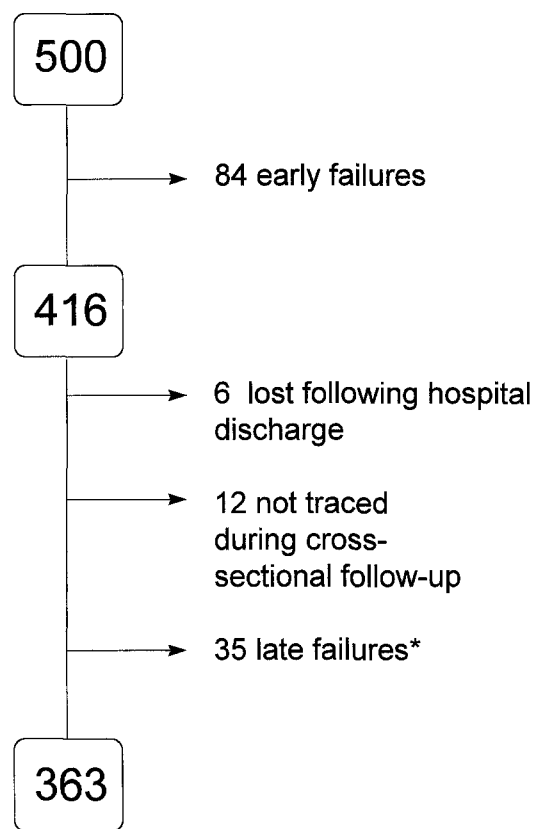 500
84 early failures
416
6 lost following hospital
discharge
12 not traced
during cross-
sectional follow-up
35 late failures*
363